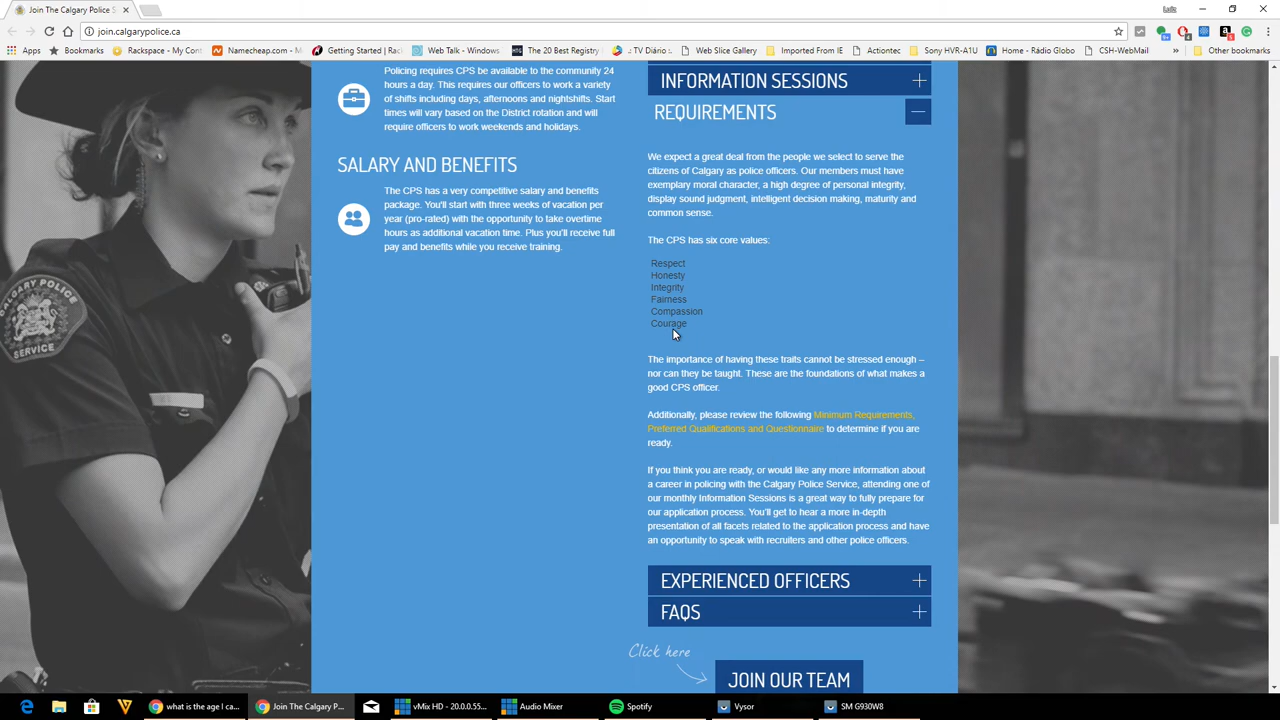 Join The Calgary Police S
join.calgarypolice.ca
Apps
Bookmarks
Rackspace - My Cont
Namecheap.com - M
Getting Started | Rack
Web Talk - Windows
The 20 Best Registry
.: TV Diário :.
Web Slice Gallery
Imported From IE
Actiontec
Sony HVR-A1U
Home - Rádio Globo
CSH-WebMail
»
Other bookmarks
CALGARY POLICE
SERVICE
Policing requires CPS be available to the community 24
hours a day. This requires our officers to work a variety
of shifts including days, afternoons and nightshifts. Start
times will vary based on the District rotation and will
require officers to work weekends and holidays.
SALARY AND BENEFITS
The CPS has a very competitive salary and benefits
package. You'll start with three weeks of vacation per
year (pro-rated) with the opportunity to take overtime
hours as additional vacation time. Plus you'll receive full
pay and benefits while you receive training.
INFORMATION SESSIONS
REQUIREMENTS
We expect a great deal from the people we select to serve the
citizens of Calgary as police officers. Our members must have
exemplary moral character, a high degree of personal integrity,
display sound judgment, intelligent decision making, maturity and
common sense.
The CPS has six core values:
Respect
Honesty
Integrity
Fairness
Compassion
Courage
The importance of having these traits cannot be stressed enough –
nor can they be taught. These are the foundations of what makes a
good CPS officer.
Additionally, please review the following Minimum Requirements,
Preferred Qualifications and Questionnaire to determine if you are
ready.
If you think you are ready, or would like any more information about
a career in policing with the Calgary Police Service, attending one of
our monthly Information Sessions is a great way to fully prepare for
our application process. You'll get to hear a more in-depth
presentation of all facets related to the application process and have
an opportunity to speak with recruiters and other police officers.
EXPERIENCED OFFICERS
FAQS
Click here
JOIN OUR TEAM
what is the age I ca...
Join The Calgary P...
vMix HD - 20.0.0.55...
Audio Mixer
Spotify
Vysor
SM G930W8